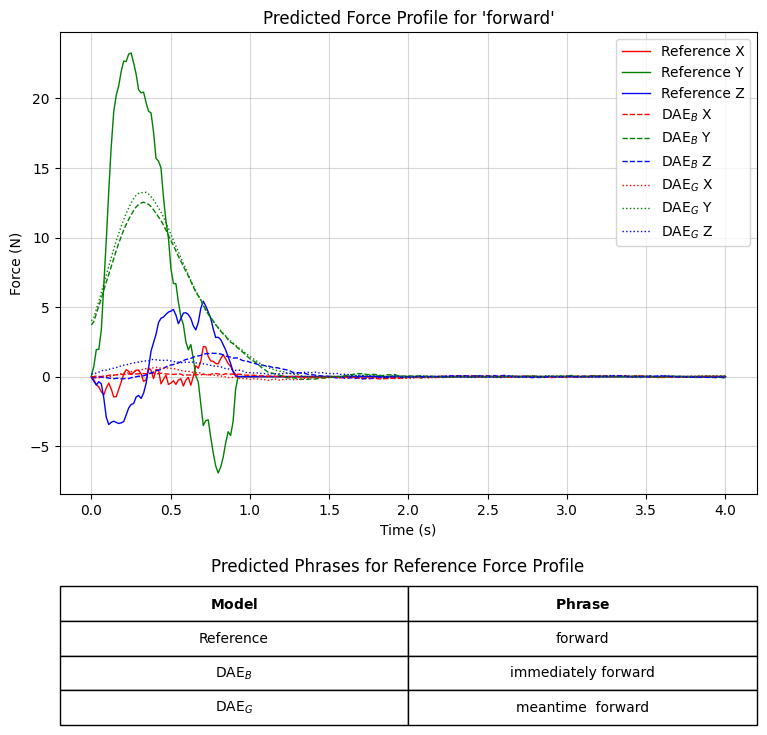 Predicted Force Profile for 'forward'
Reference X
Reference Y
Reference Z
DAE_B X
DAE_B Y
DAE_B Z
DAE_G X
DAE_G Y
DAE_G Z
Force (N)
20
15
10
5
0
−5
0.0 0.5 1.0 1.5 2.0 2.5 3.0 3.5 4.0
Time (s)
Predicted Phrases for Reference Force Profile
Model Phrase
Reference forward
DAE_B immediately forward
DAE_G meantime  forward